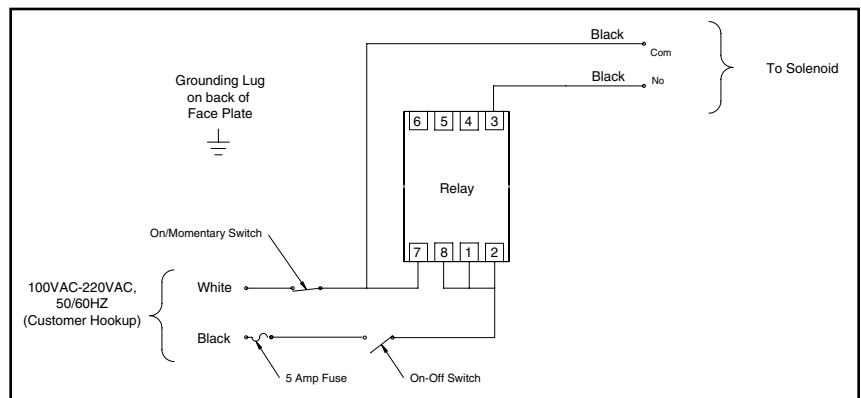 Black
Com
To Solenoid
Black
No
Grounding Lug
on back of
Face Plate
6 5 4 3
Relay
On/Momentary Switch
7 8 1 2
100VAC-220VAC,
50/60HZ
(Customer Hookup)
White
Black
5 Amp Fuse
On-Off Switch